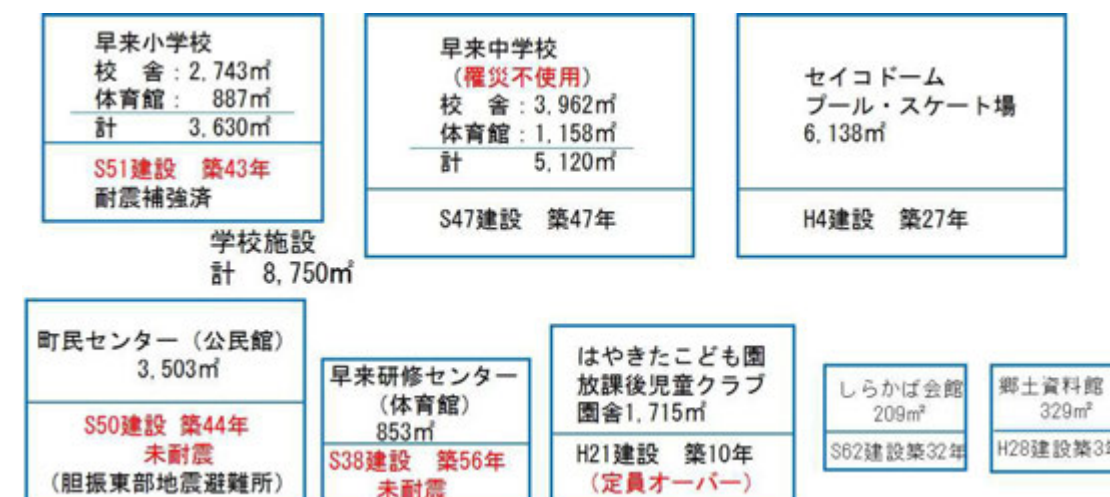 早来小学校
校　舎：2,743㎡
体育館：　887㎡
計　　　3,630㎡
S51建設　築43年
耐震補強済
早来中学校
（罹災不使用）
校　舎：3,962㎡
体育館：1,158㎡
計　　　5,120㎡
S47建設　築47年
セイコドーム
プール・スケート場
6,138㎡
H4建設　築27年
学校施設
計　8,750㎡
町民センター（公民館）
3,503㎡
S50建設 築44年
未耐震
（胆振東部地震避難所）
早来研修センター
（体育館）
853㎡
S38建設　築56年
未耐震
はやきたこども園
放課後児童クラブ
園舎1,715㎡
H21建設　築10年
（定員オーバー）
しらかば会館
209㎡
S62建設築32年
郷土資料館
329㎡
H28建設築3年